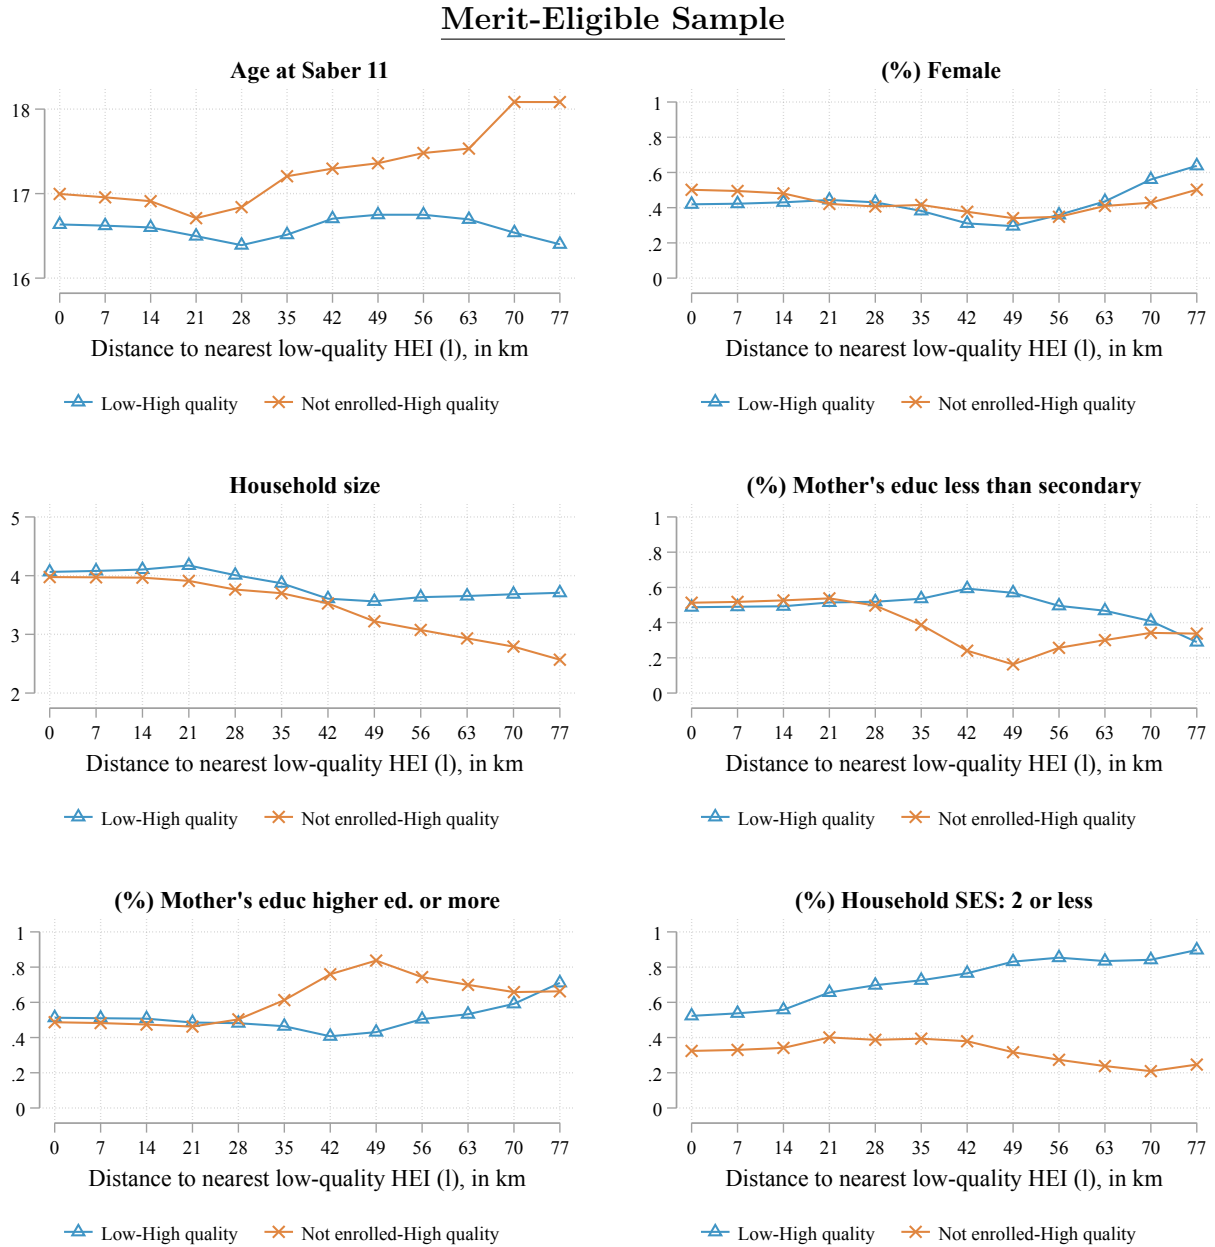 Merit-Eligible Sample
Age at Saber 11
18
17
16
0 7 14 21 28 35 42 49 56 63 70 77
Distance to nearest low-quality HEI (l), in km
Low-High quality Not enrolled-High quality
(%) Female
1
.8
.6
.4
.2
0
0 7 14 21 28 35 42 49 56 63 70 77
Distance to nearest low-quality HEI (l), in km
Low-High quality Not enrolled-High quality
Household size
5
4
3
2
0 7 14 21 28 35 42 49 56 63 70 77
Distance to nearest low-quality HEI (l), in km
Low-High quality Not enrolled-High quality
(%) Mother's educ less than secondary
1
.8
.6
.4
.2
0
0 7 14 21 28 35 42 49 56 63 70 77
Distance to nearest low-quality HEI (l), in km
Low-High quality Not enrolled-High quality
(%) Mother's educ higher ed. or more
1
.8
.6
.4
.2
0
0 7 14 21 28 35 42 49 56 63 70 77
Distance to nearest low-quality HEI (l), in km
Low-High quality Not enrolled-High quality
(%) Household SES: 2 or less
1
.8
.6
.4
.2
0
0 7 14 21 28 35 42 49 56 63 70 77
Distance to nearest low-quality HEI (l), in km
Low-High quality Not enrolled-High quality